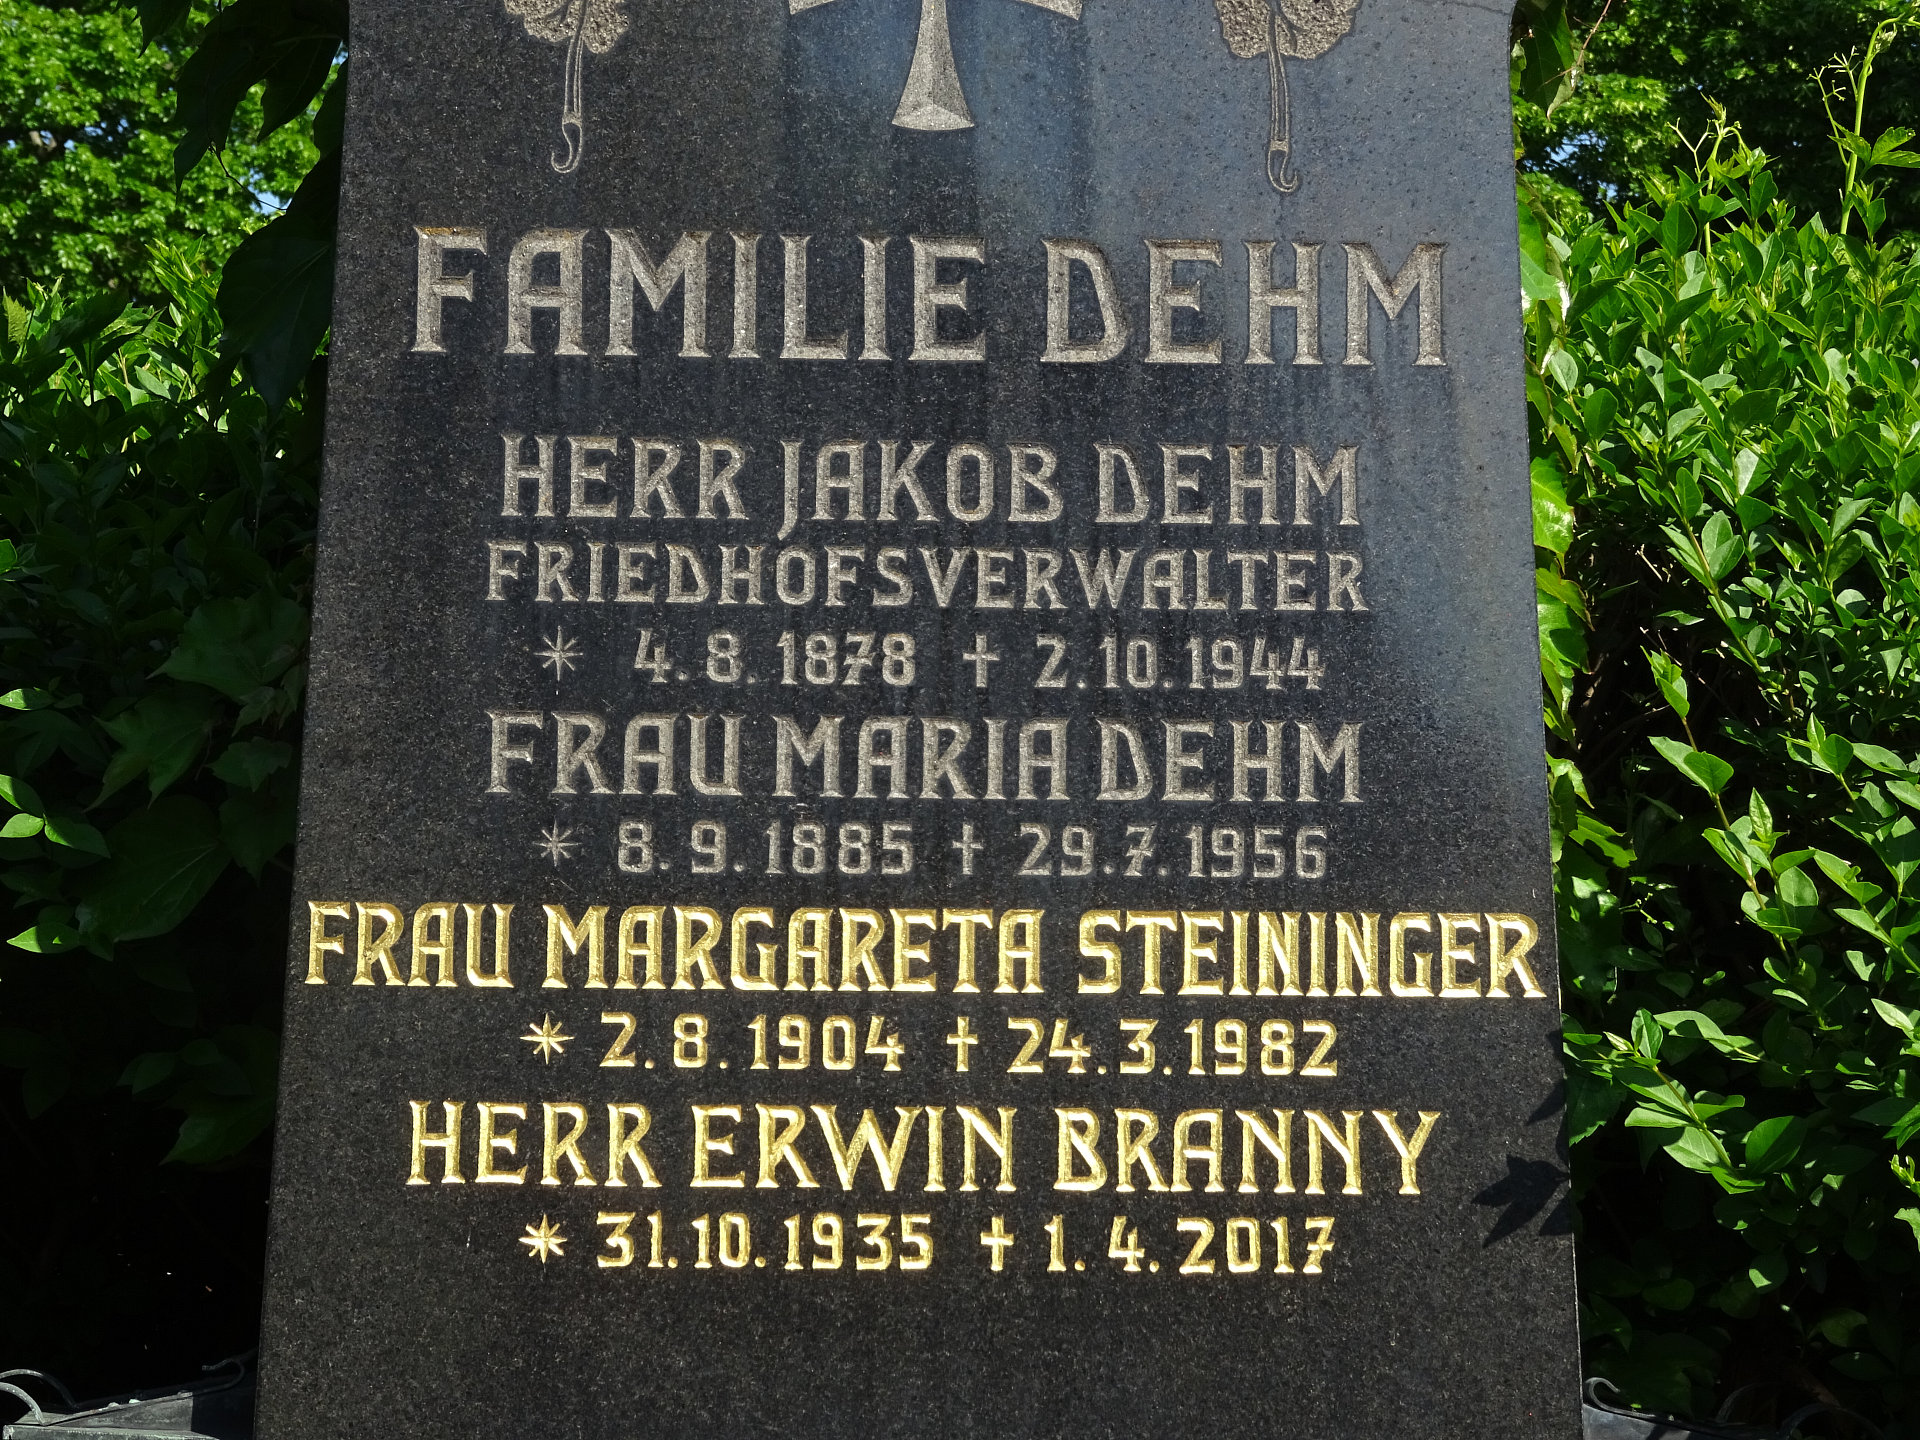 FAMILIE DEHM
HERR JAKOB DEHM
FRIEDHOFSVERWALTER
* 4.8.1878 † 2.10.1944
FRAU MARIA DEHM
* 8.9.1885 † 29.7.1956
FRAU MARGARETA STEININGER
* 2.8.1904 † 24.3.1982
HERR ERWIN BRANNY
* 31.10.1935 † 1.4.2017